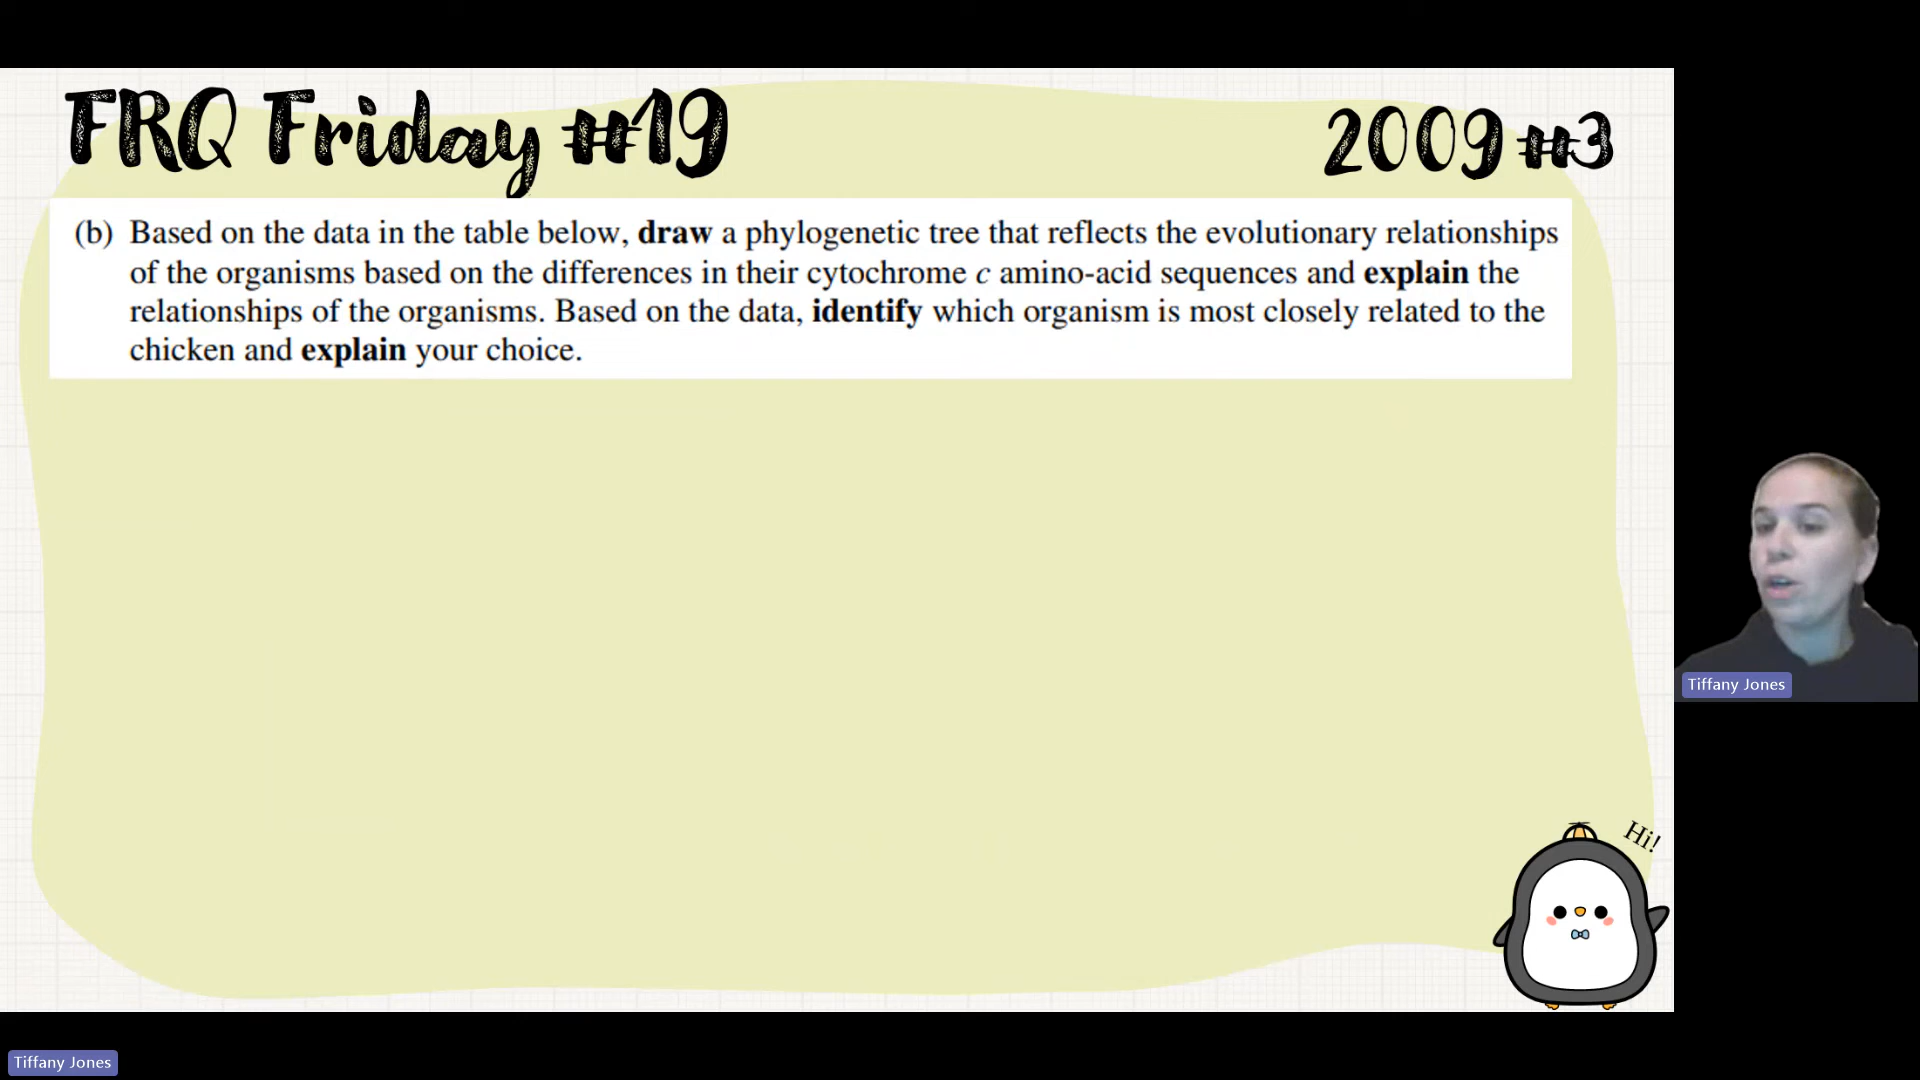 FRQ Friday #19
2009 #3
(b) Based on the data in the table below, draw a phylogenetic tree that reflects the evolutionary relationships
of the organisms based on the differences in their cytochrome c amino-acid sequences and explain the
relationships of the organisms. Based on the data, identify which organism is most closely related to the
chicken and explain your choice.
Tiffany Jones
Hi!
Tiffany Jones